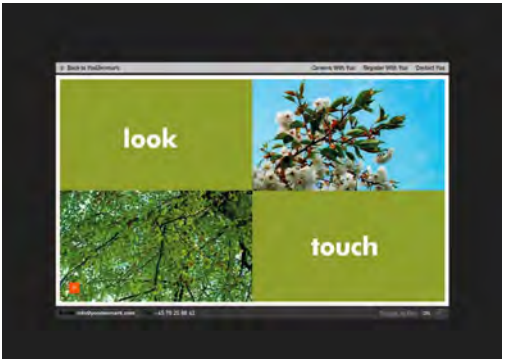 Back to YouDenmark
Careers With You Register With You Contact You
look
touch
info@youdenmark.com +45 70 25 88 42
ON